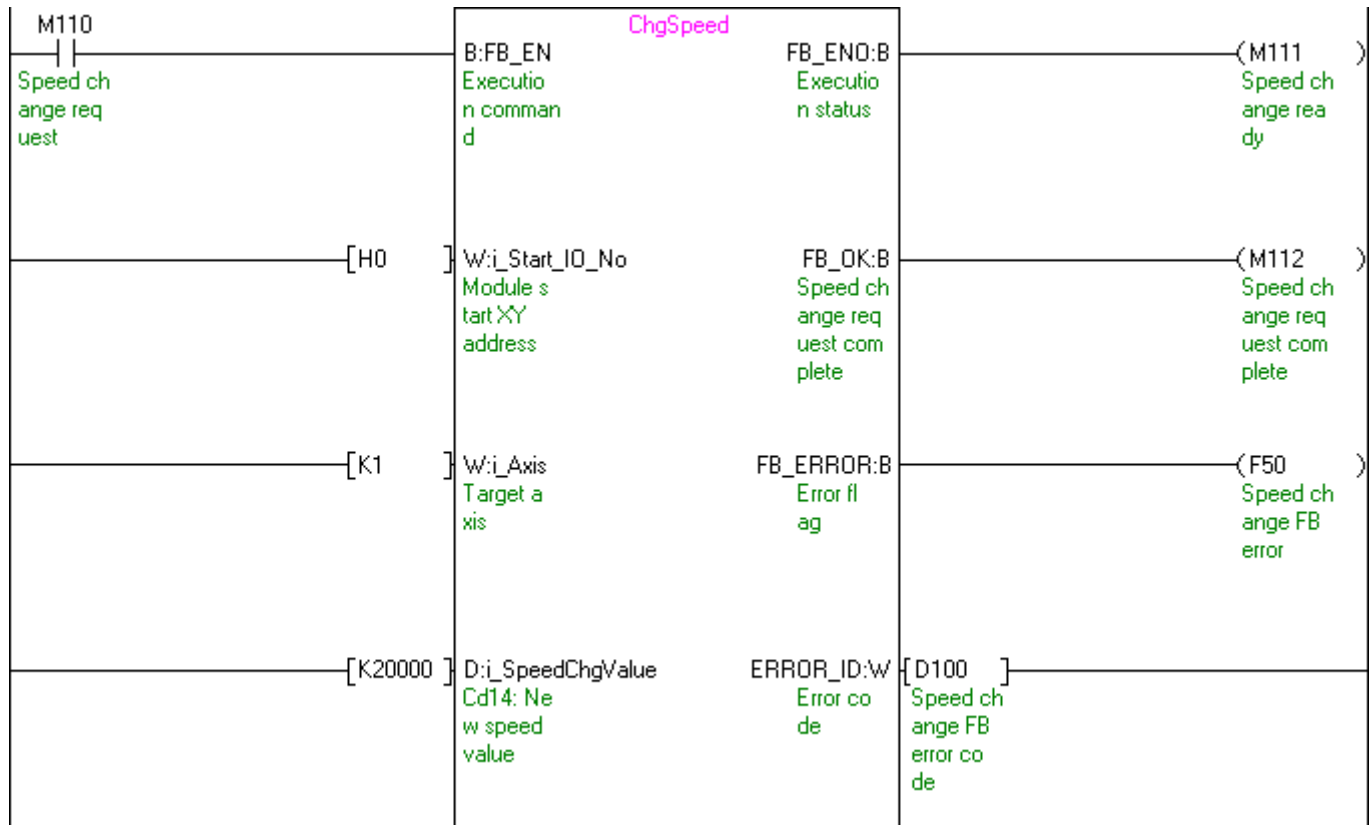 M110
ChgSpeed
B:FB_EN
FB_ENO:B
(M111 )
Speed ch
ange req
uest
Executio
n comman
d
Executio
n status
Speed ch
ange rea
dy
[H0 ]
W:i_Start_IO_No
FB_OK:B
(M112 )
Module s
tart XY
address
Speed ch
ange req
uest com
plete
Speed ch
ange req
uest com
plete
[K1 ]
W:i_Axis
FB_ERROR:B
(F50 )
Target a
xis
Error fl
ag
Speed ch
ange FB
error
[K20000 ]
D:i_SpeedChgValue
ERROR_ID:W
[D100 ]
Cd14: Ne
w speed
value
Error co
de
Speed ch
ange FB
error co
de